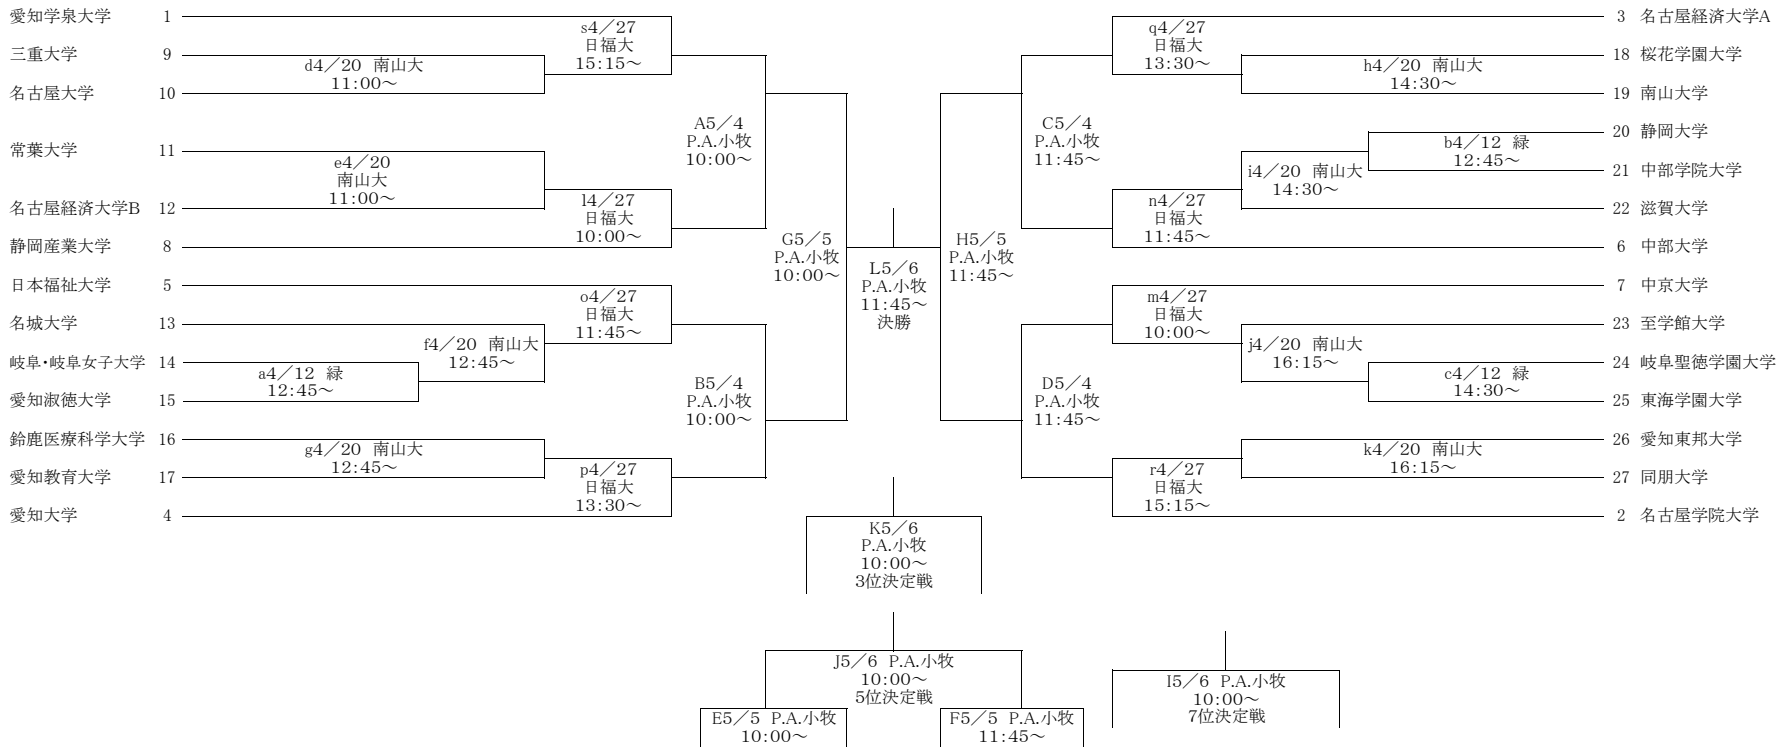 愛知学泉大学 1
三重大学 9
名古屋大学 10
常葉大学 11
名古屋経済大学B 12
静岡産業大学 8
日本福祉大学 5
名城大学 13
岐阜・岐阜女子大学 14
愛知淑徳大学 15
鈴鹿医療科学大学 16
愛知教育大学 17
愛知大学 4
d4／20 南山大
11:00～
e4／20
南山大
11:00～
a4／12 緑
12:45～
f4／20 南山大
12:45～
g4／20 南山大
12:45～
s4／27
日福大
15:15～
l4／27
日福大
10:00～
o4／27
日福大
11:45～
p4／27
日福大
13:30～
A5／4
P.A.小牧
10:00～
B5／4
P.A.小牧
10:00～
G5／5
P.A.小牧
10:00～
L5／6
P.A.小牧
11:45～
決勝
H5／5
P.A.小牧
11:45～
C5／4
P.A.小牧
11:45～
D5／4
P.A.小牧
11:45～
q4／27
日福大
13:30～
n4／27
日福大
11:45～
m4／27
日福大
10:00～
r4／27
日福大
15:15～
h4／20 南山大
14:30～
b4／12 緑
12:45～
i4／20 南山大
14:30～
j4／20 南山大
16:15～
c4／12 緑
14:30～
k4／20 南山大
16:15～
3 名古屋経済大学A
18 桜花学園大学
19 南山大学
20 静岡大学
21 中部学院大学
22 滋賀大学
6 中部大学
7 中京大学
23 至学館大学
24 岐阜聖徳学園大学
25 東海学園大学
26 愛知東邦大学
27 同朋大学
2 名古屋学院大学
K5／6
P.A.小牧
10:00～
3位決定戦
J5／6 P.A.小牧
10:00～
5位決定戦
E5／5 P.A.小牧
10:00～
F5／5 P.A.小牧
11:45～
I5／6 P.A.小牧
10:00～
7位決定戦